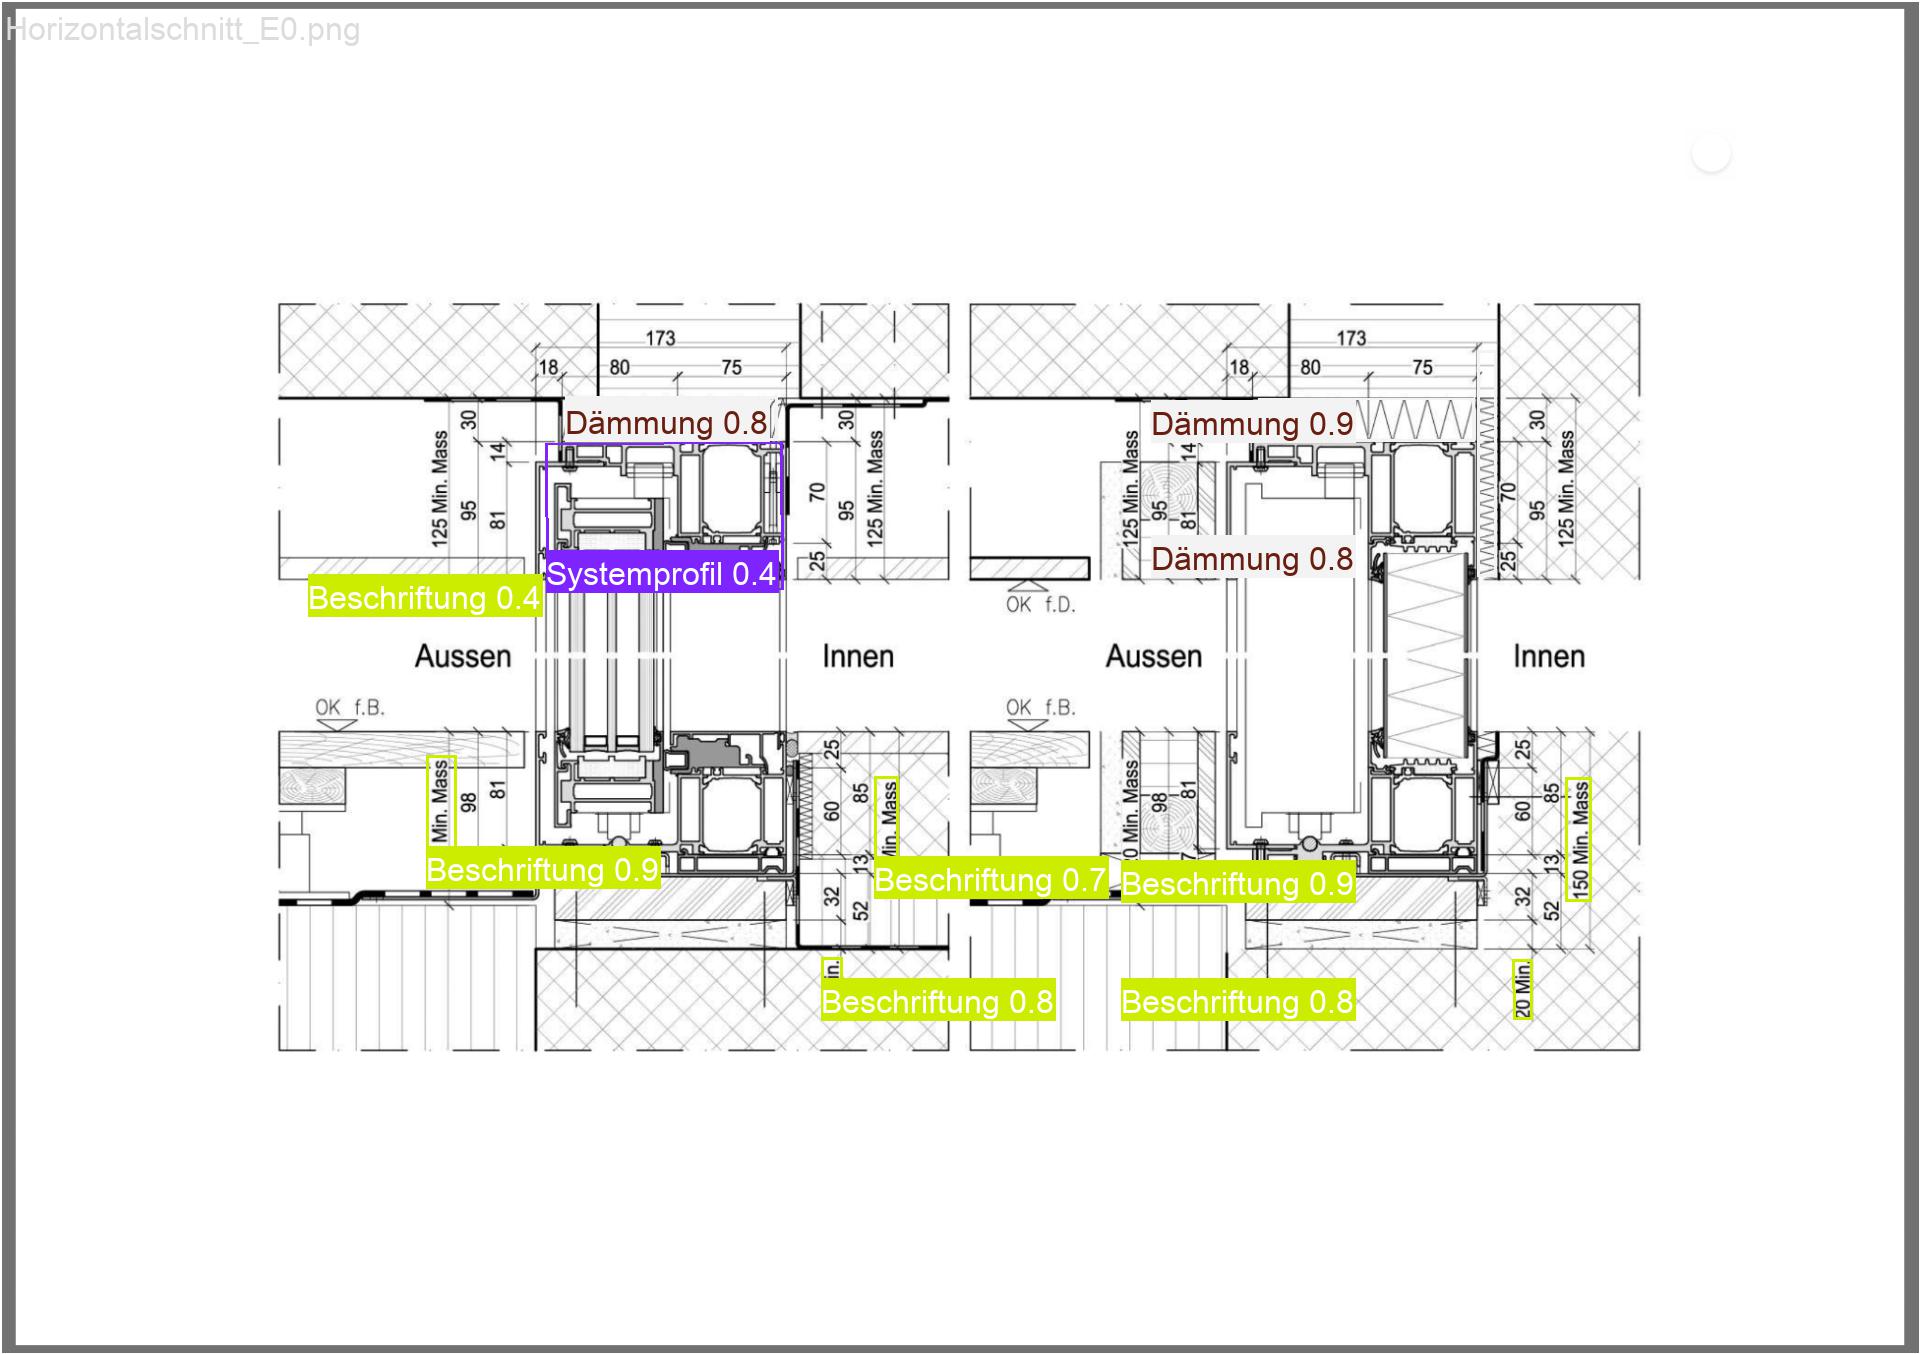 Horizontalschnitt_E0.png
173
18 80 75
30
14
125 Min. Mass
95
81
Dämmung 0.8
30
70
95
125 Min. Mass
25
Systemprofil 0.4
Beschriftung 0.4
Aussen
Innen
OK f.B.
Min. Mass
98
81
Beschriftung 0.9
25
85
60
Min. Mass
13
Beschriftung 0.7
32
52
Beschriftung 0.8
173
18 80 75
Dämmung 0.9
14
125 Min. Mass
95
81
Dämmung 0.8
30
70
95
125 Min. Mass
25
OK f.D.
Aussen
Innen
OK f.B.
Min. Mass
98
81
Beschriftung 0.9
25
85
60
150 Min. Mass
13
32
52
Beschriftung 0.8
20 Min.